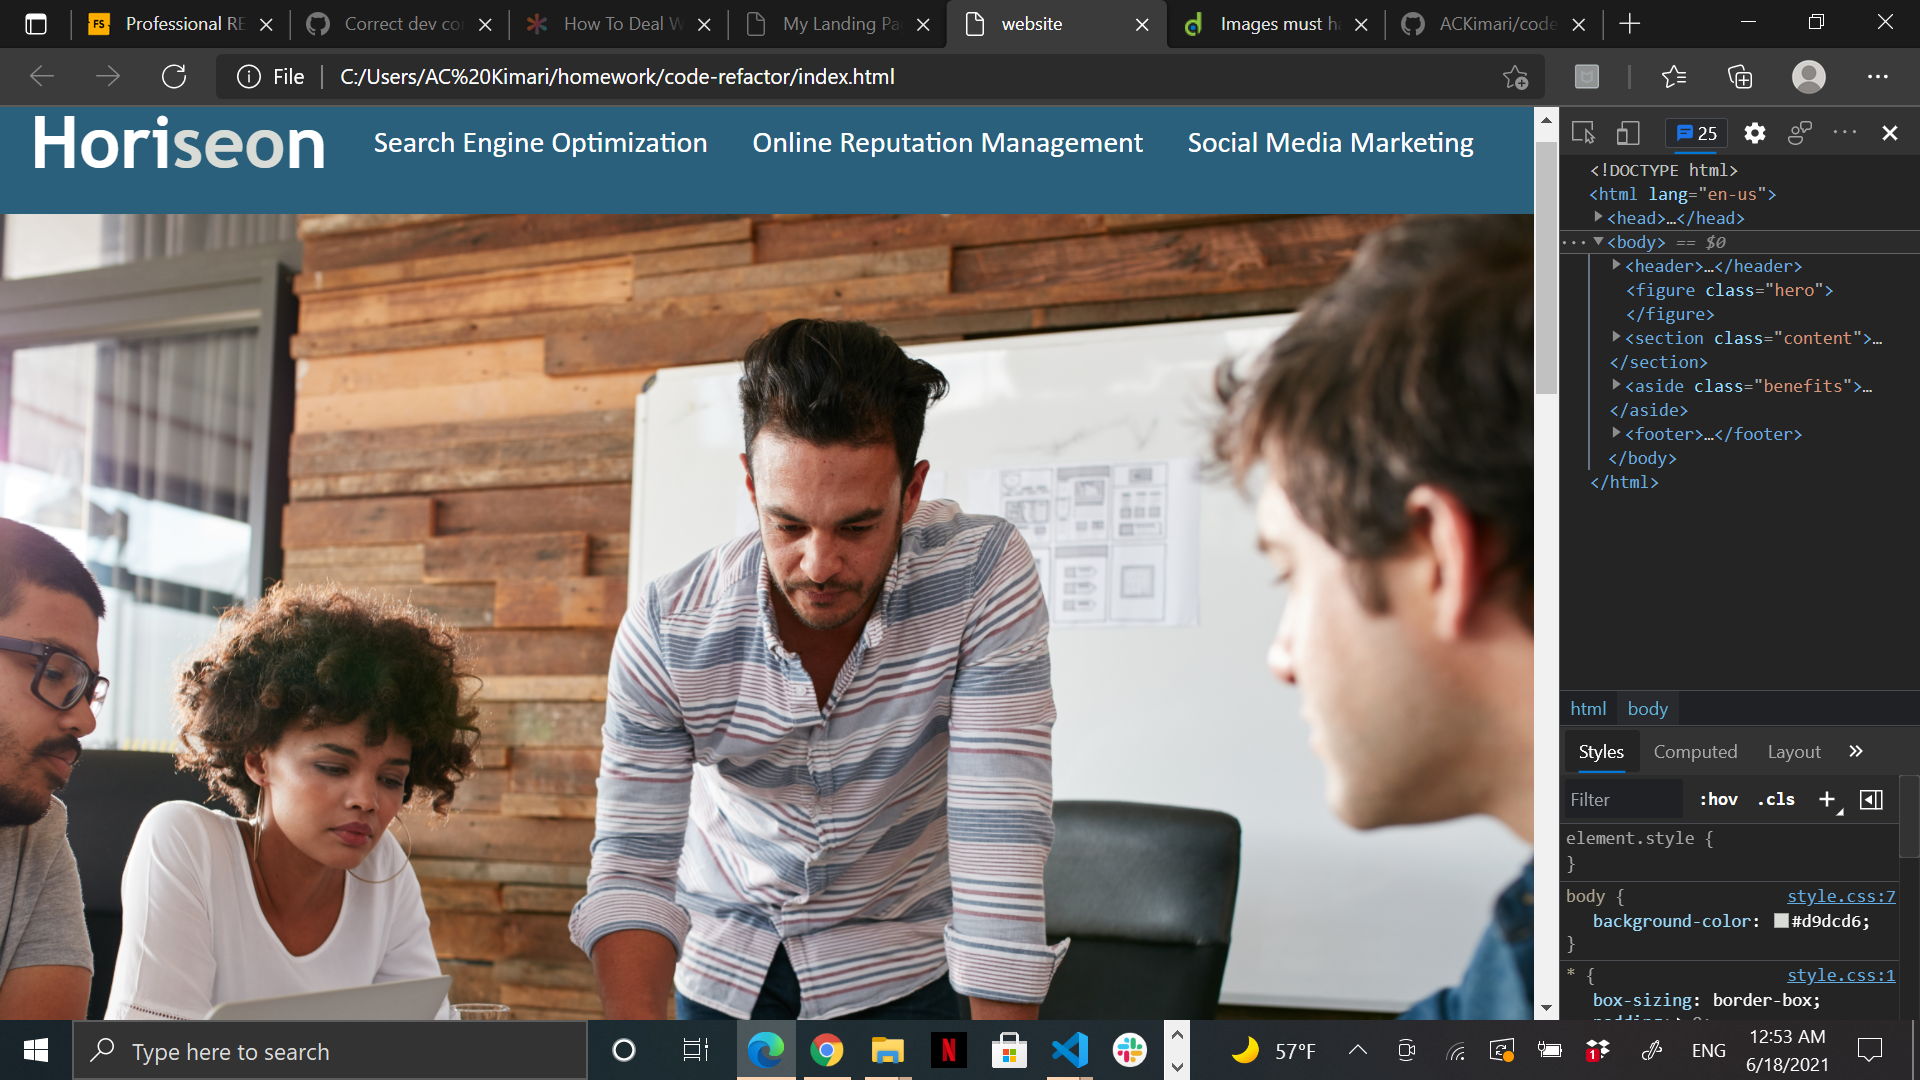 Professional RE
Correct dev co
How To Deal W
My Landing Pa
website
Images must ha
ACKimari/code
File
C:/Users/AC%20Kimari/homework/code-refactor/index.html
Horiseon
Search Engine Optimization
Online Reputation Management
Social Media Marketing
25
<!DOCTYPE html>
<html lang="en-us">
<head>…</head>
<body> == $0
<header>…</header>
<figure class="hero">
</figure>
<section class="content">…
</section>
<aside class="benefits">…
</aside>
<footer>…</footer>
</body>
</html>
html body
Styles Computed Layout
Filter :hov .cls
element.style {
}
body { style.css:7
background-color: #d9dcd6;
}
* { style.css:1
box-sizing: border-box;
padding: 0;
Type here to search
57°F
ENG
12:53 AM
6/18/2021